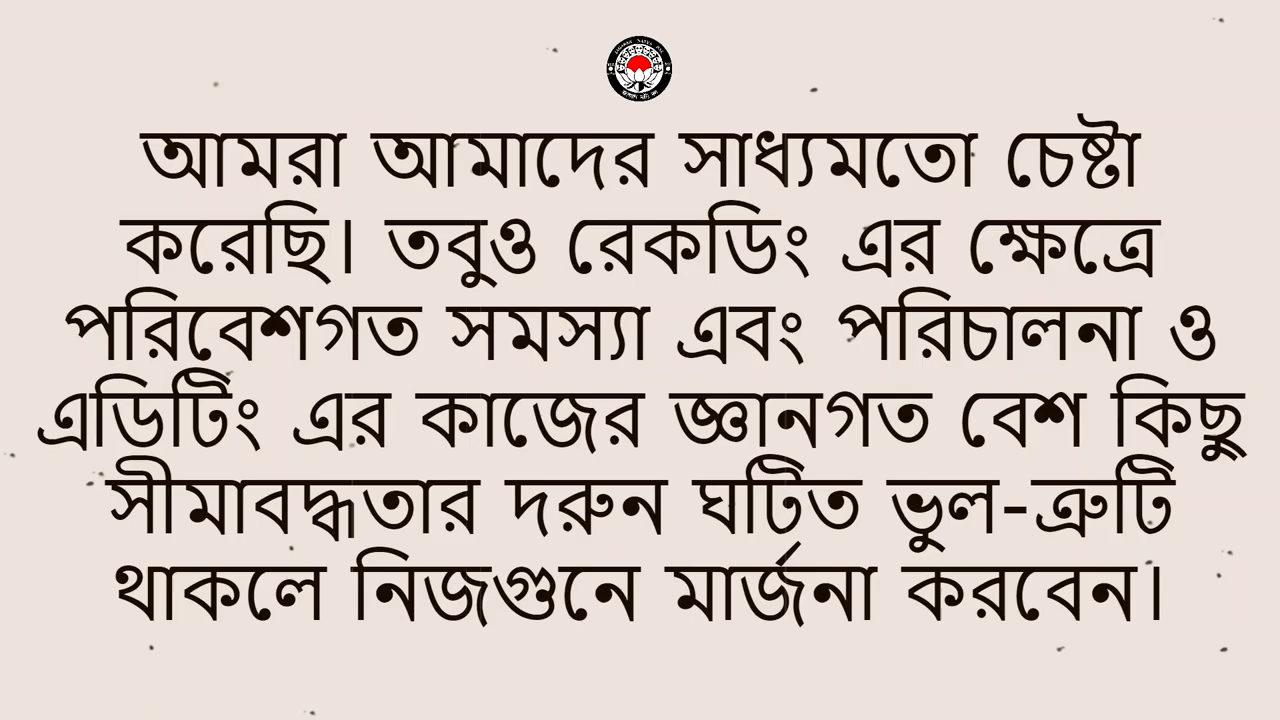 আমরা আমাদের সাধ্যমতো চেষ্টা
করেছি। তবুও রেকডিং এর ক্ষেত্রে
পরিবেশগত সমস্যা এবং পরিচালনা ও
এডিটিং এর কাজের জ্ঞানগত বেশ কিছু
সীমাবদ্ধতার দরুন ঘটিত ভুল-ত্রুটি
থাকলে নিজগুনে মার্জনা করবেন।